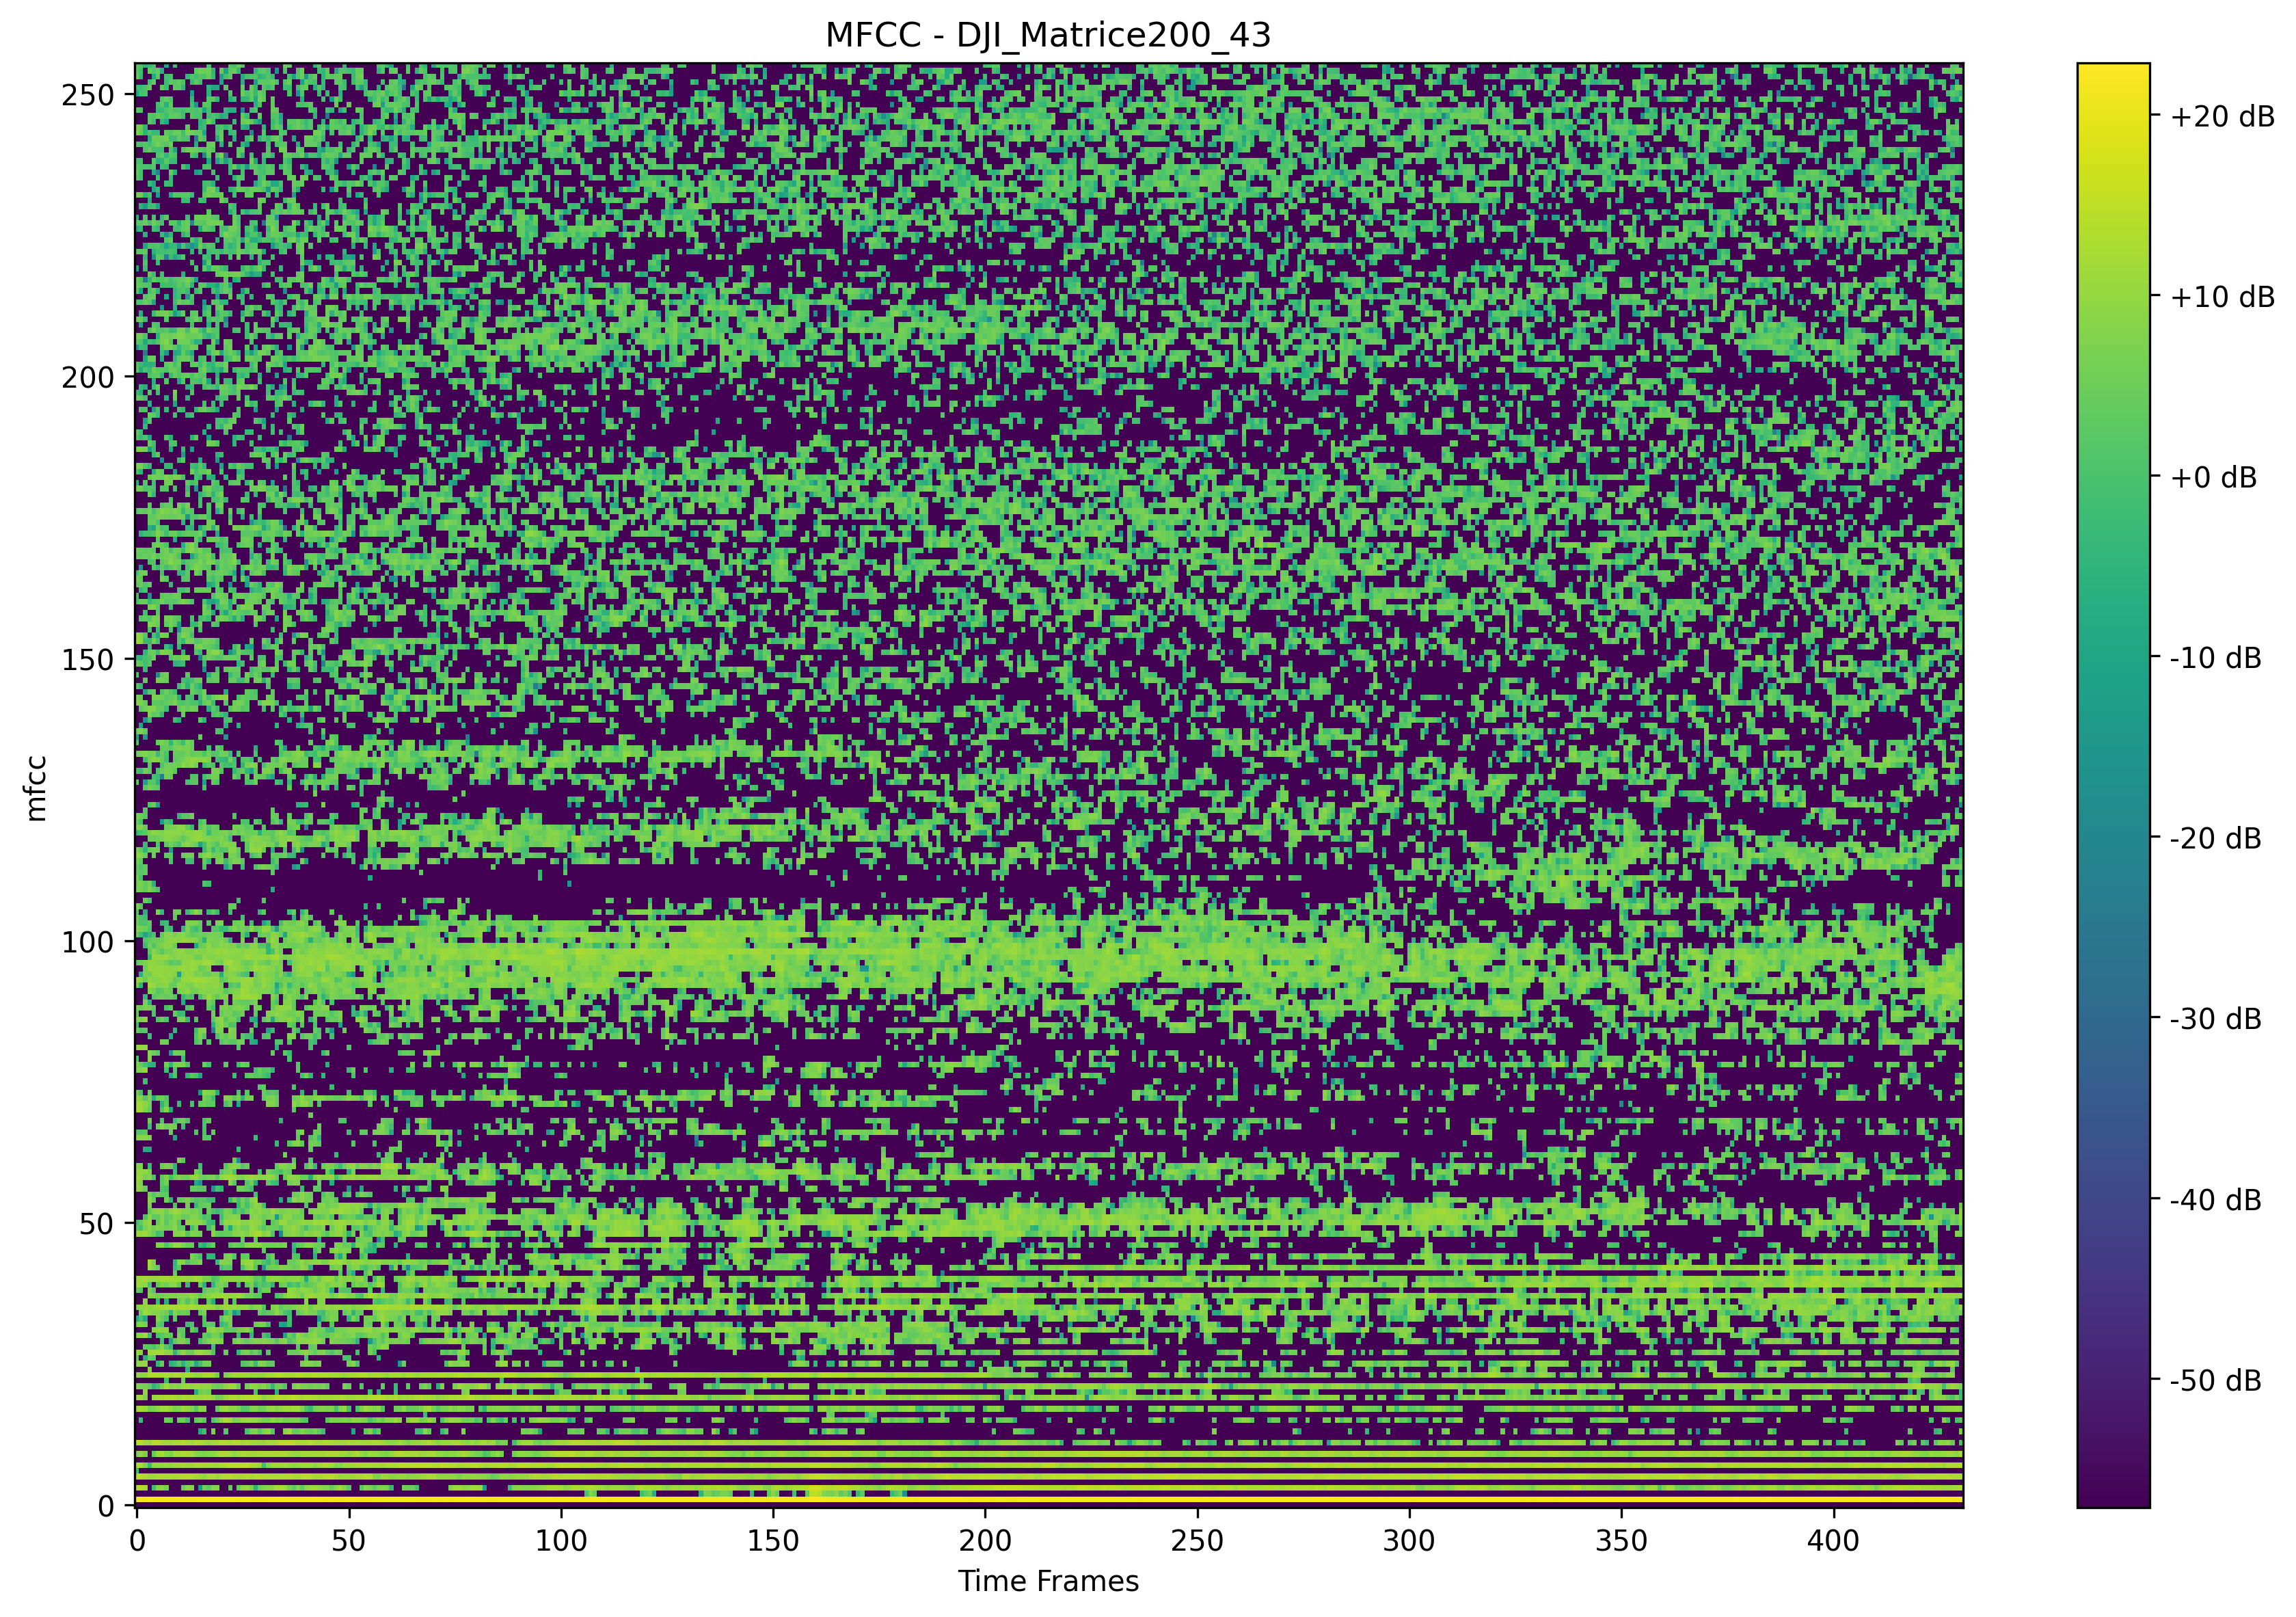 MFCC - DJI_Matrice200_43
250
200
150
100
50
0
mfcc
0 50 100 150 200 250 300 350 400
Time Frames
+20 dB
+10 dB
+0 dB
-10 dB
-20 dB
-30 dB
-40 dB
-50 dB